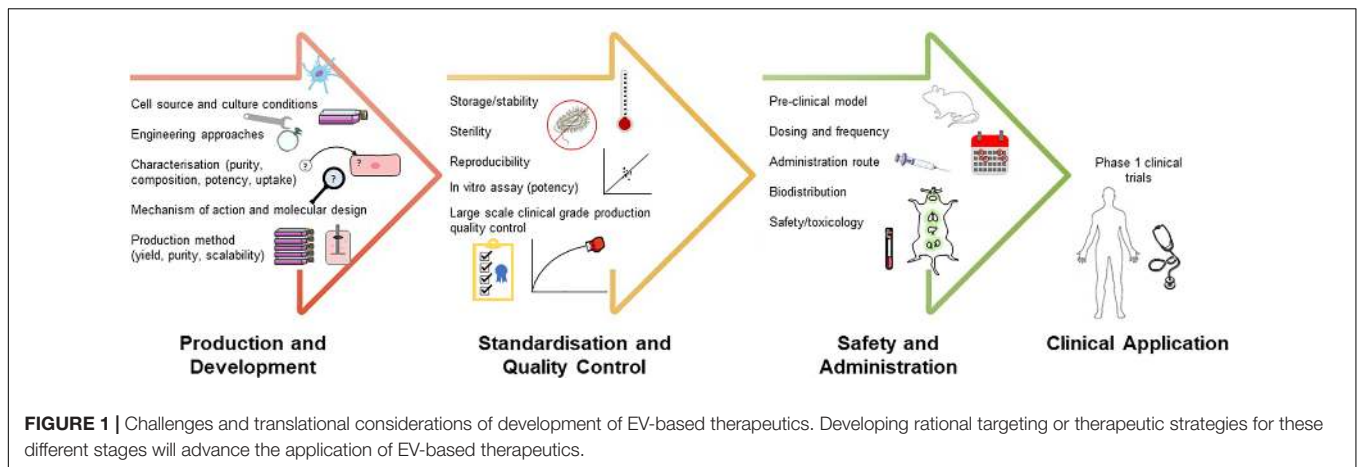 Cell source and culture conditions
Engineering approaches
?
?
Characterisation (purity,
composition, potency, uptake)
?
Mechanism of action and molecular design
Production method
(yield, purity, scalability)
Production and
Development
Storage/stability
Sterility
Reproducibility
In vitro assay (potency)
Large scale clinical grade production
quality control
Standardisation and
Quality Control
Pre-clinical model
Dosing and frequency
Administration route
Biodistribution
Safety/toxicology
Safety and
Administration
Phase 1 clinical
trials
Clinical Application
FIGURE 1 | Challenges and translational considerations of development of EV-based therapeutics. Developing rational targeting or therapeutic strategies for these
different stages will advance the application of EV-based therapeutics.